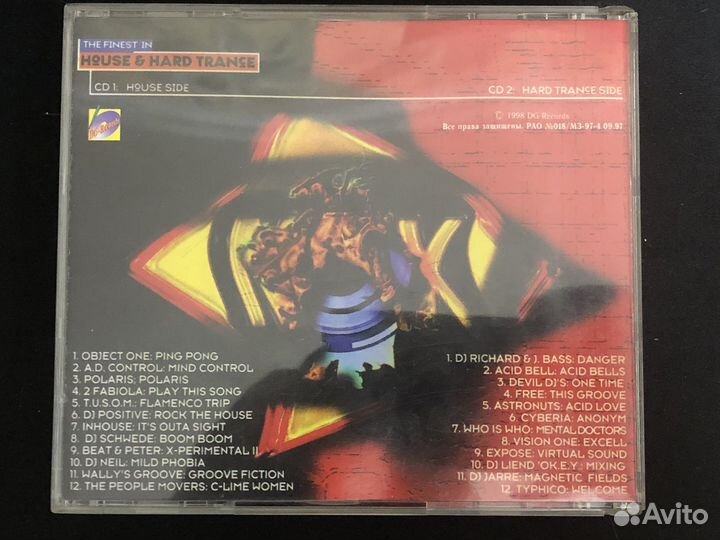 THE FINEST IN
HOUSE & HARD TRANCE
CD 1: HOUSE SIDE
CD 2: HARD TRANCE SIDE
DG-Records
© 1998 DG-Records
Все права защищены. РАО №018/МЗ-97-4 09.97
1. OBJECT ONE: PING PONG
2. A.D. CONTROL: MIND CONTROL
3. POLARIS; POLARIS
4. 2 FABIOLA: PLAY THIS SONG
5. T.U.S.O.M.: FLAMENCO TRIP
6. DJ POSITIVE: ROCK THE HOUSE
7. INHOUSE: IT'S OUTA SIGHT
8. DJ SCHWEDE: BOOM BOOM
9. BEAT & PETER: X-PERIMENTAL II
10. DJ NEIL: MILD PHOBIA
11. WALLY'S GROOVE: GROOVE FICTION
12. THE PEOPLE MOVERS: C-LIME WOMEN
1. DJ RICHARD & J. BASS: DANGER
2. ACID BELL: ACID BELLS
3. DEVIL DJ'S: ONE TIME
4. FREE: THIS GROOVE
5. ASTRONUTS: ACID LOVE
6. CYBERIA: ANONYM
7. WHO IS WHO: MENTAL DOCTORS
8. VISION ONE: EXCELL
9. EXPOSE: VIRTUAL SOUND
10. DJ LIEND 'OK.E.Y.: MIXING
11. DJ JARRE: MAGNETIC FIELDS
12. TYPHICO: WELCOME
Avito